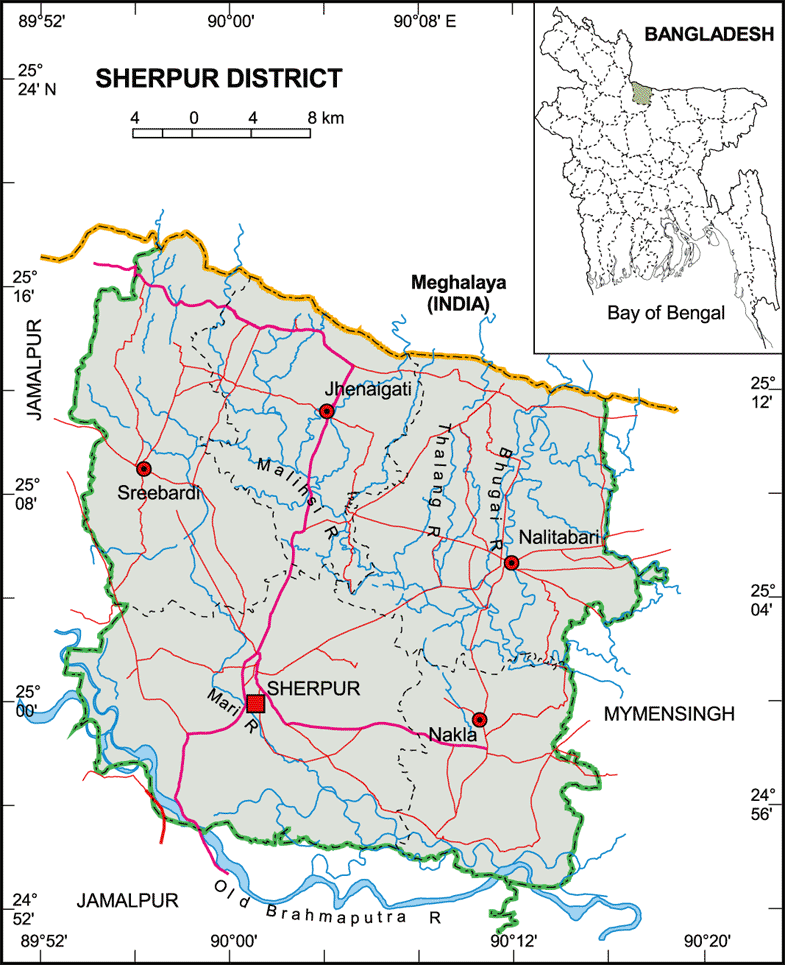 89°52' 90°00' 90°08' E
BANGLADESH
25°
24' N
SHERPUR DISTRICT
4 0 4 8 km
25°
16'
Meghalaya
(INDIA)
Bay of Bengal
JAMALPUR
Jhenaigati
25°
12'
Malihsi R
Thalang R
Bhugai R
Sreebardi
25°
08'
Nalitabari
25°
04'
SHERPUR
25°
00'
Mari R
MYMENSINGH
Nakla
24°
56'
JAMALPUR
Old Brahmaputra R
24°
52'
89°52' 90°00' 90°12' 90°20'